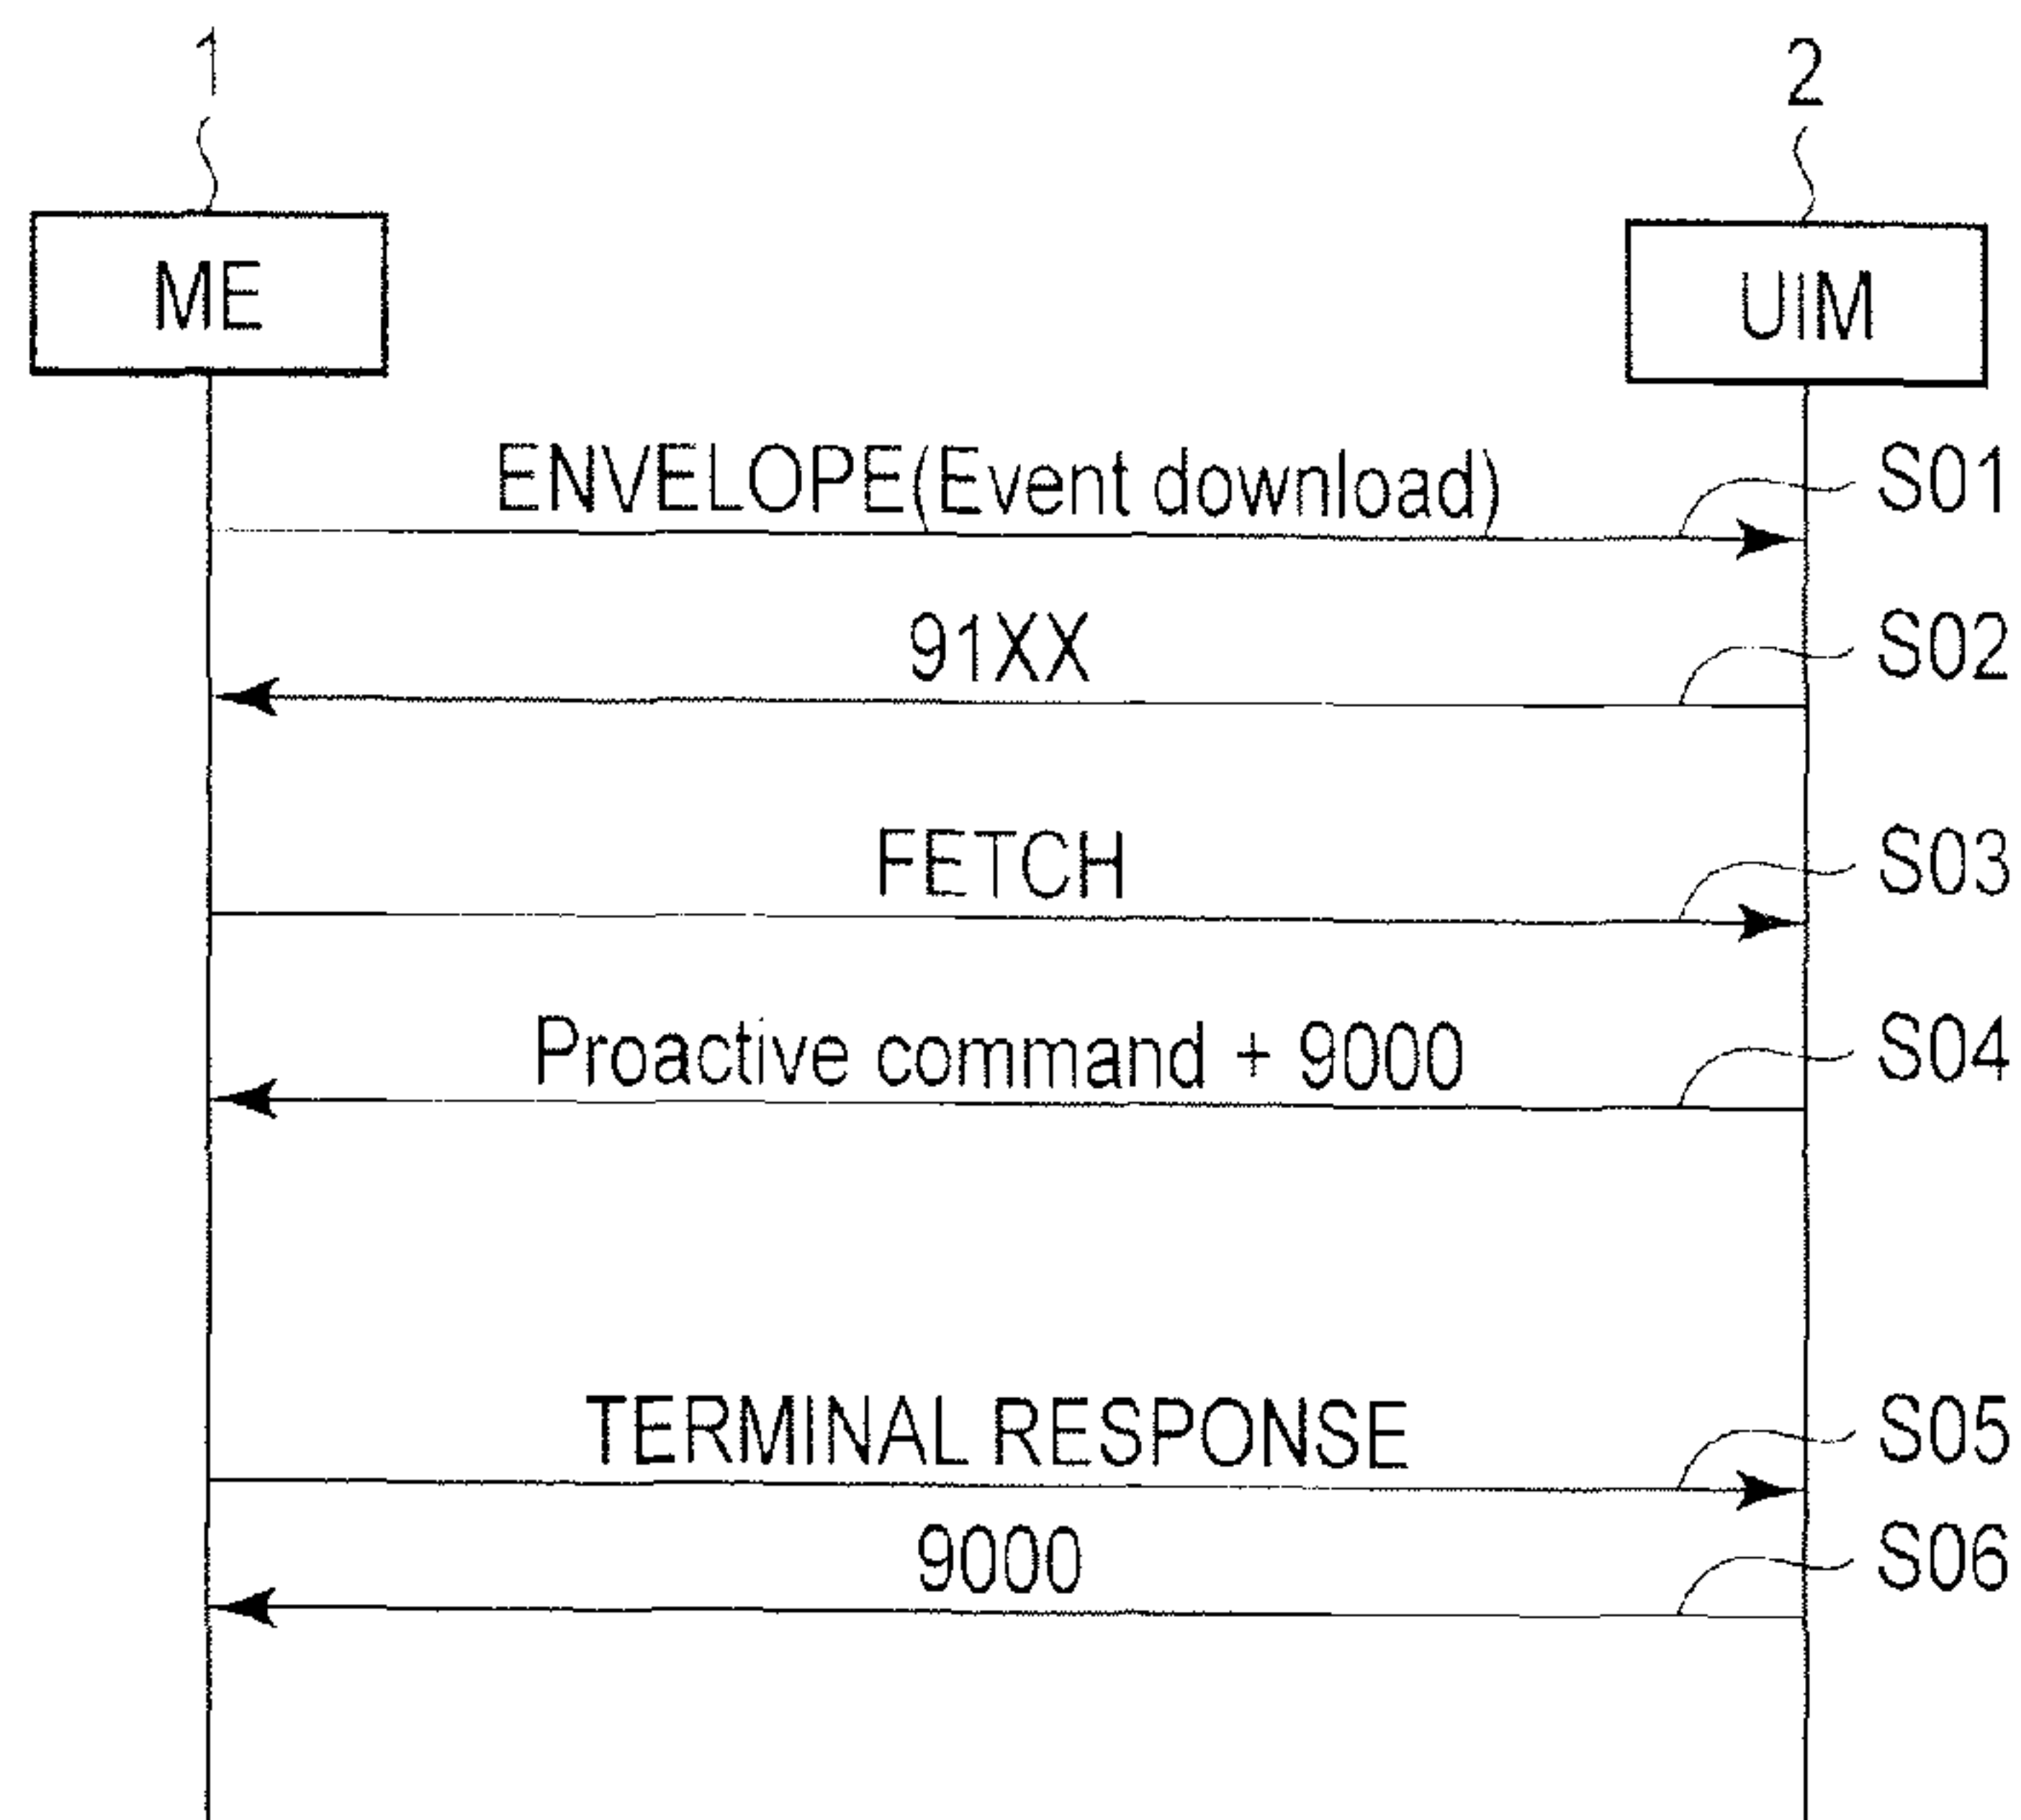 1
2
ME
UIM
ENVELOPE(Event download)
S01
91XX
S02
FETCH
S03
Proactive command + 9000
S04
TERMINAL RESPONSE
S05
9000
S06